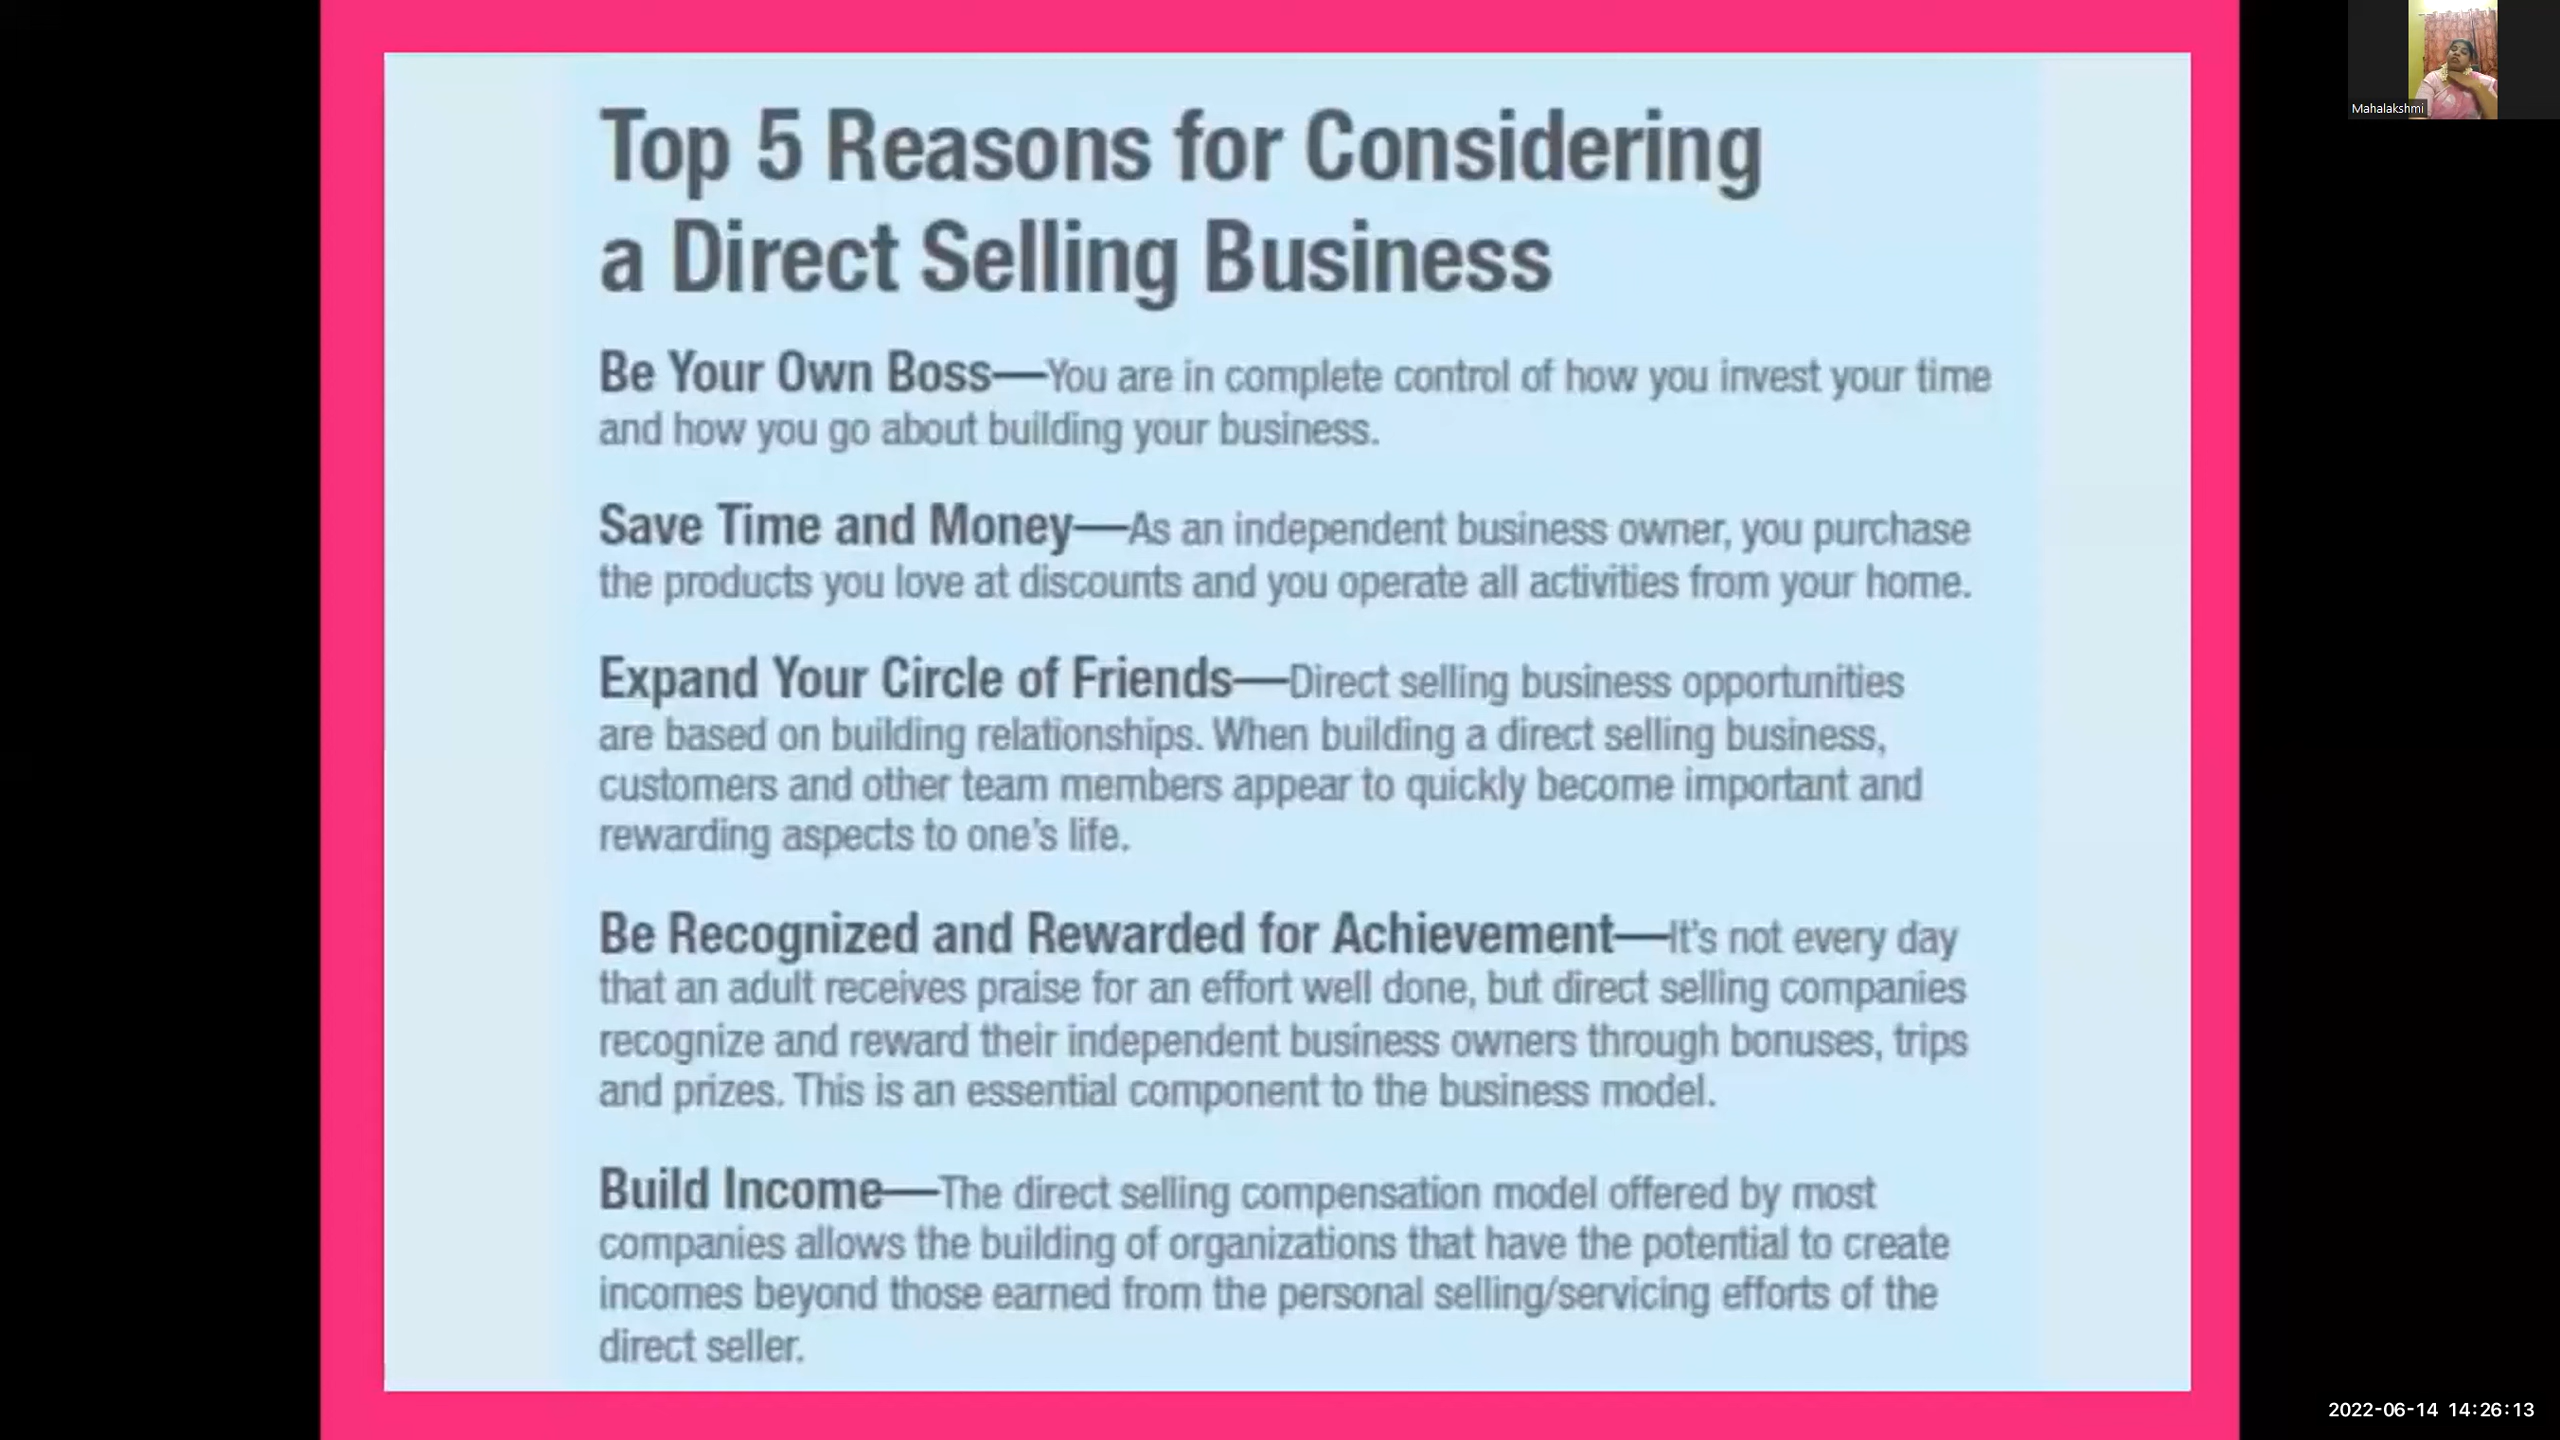 Top 5 Reasons for Considering
a Direct Selling Business
Be Your Own Boss—You are in complete control of how you invest your time
and how you go about building your business.
Save Time and Money—As an independent business owner, you purchase
the products you love at discounts and you operate all activities from your home.
Expand Your Circle of Friends—Direct selling business opportunities
are based on building relationships. When building a direct selling business,
customers and other team members appear to quickly become important and
rewarding aspects to one's life.
Be Recognized and Rewarded for Achievement—It's not every day
that an adult receives praise for an effort well done, but direct selling companies
recognize and reward their independent business owners through bonuses, trips
and prizes. This is an essential component to the business model.
Build Income—The direct selling compensation model offered by most
companies allows the building of organizations that have the potential to create
incomes beyond those earned from the personal selling/servicing efforts of the
direct seller.
Mahalakshmi
2022-06-14 14:26:13